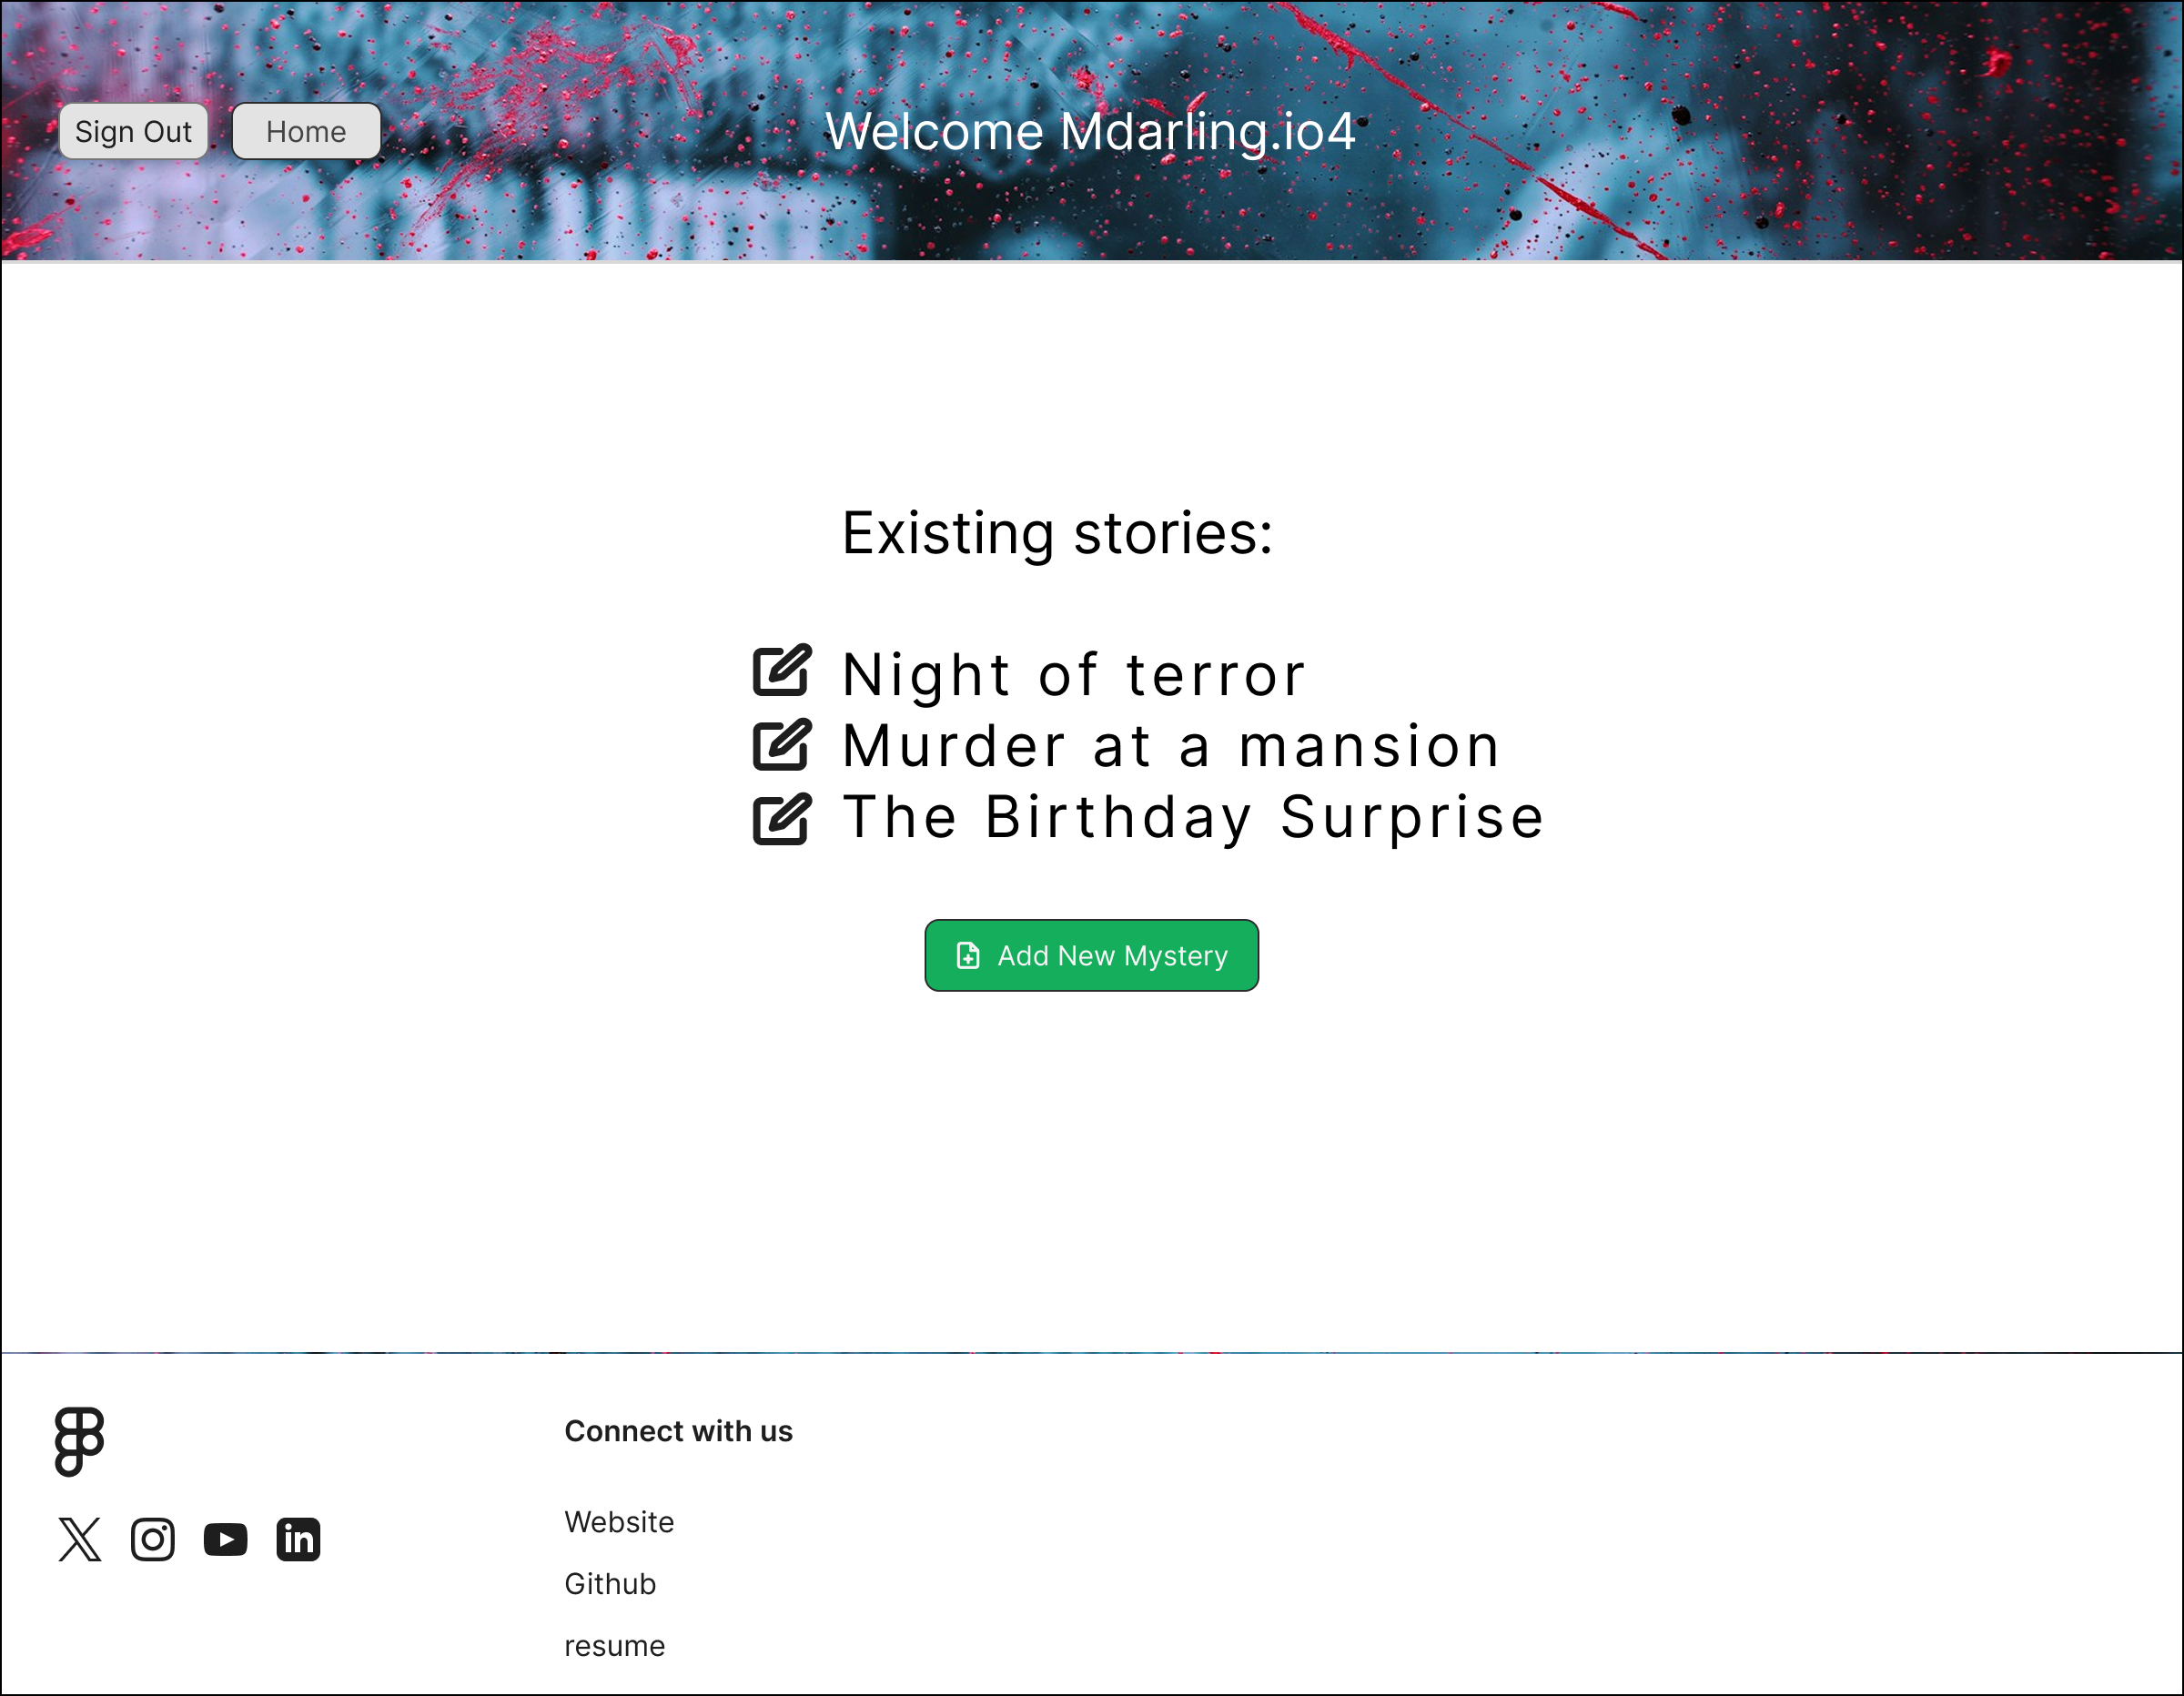 Sign Out
Home
Welcome Mdarling.io4
Existing stories:
Night of terror
Murder at a mansion
The Birthday Surprise
Add New Mystery
Connect with us
Website
Github
resume